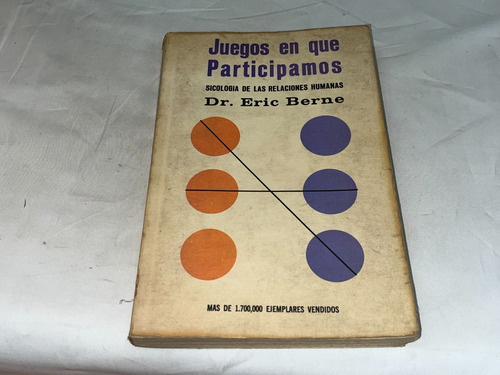 Juegos en que
Participamos
SICOLOGIA DE LAS RELACIONES HUMANAS
Dr. Eric Berne
MAS DE 1.700,000 EJEMPLARES VENDIDOS